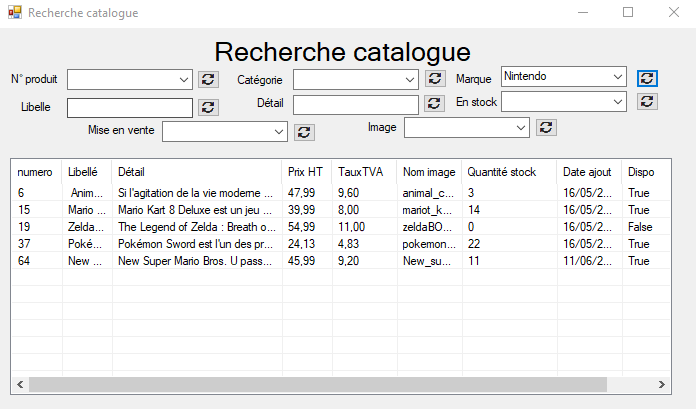 Recherche catalogue
Recherche catalogue
N° produit Catégorie Marque Nintendo
Libelle Détail En stock
Mise en vente Image
numero Libellé Détail Prix HT TauxTVA Nom image Quantité stock Date ajout Dispo
6 Anim... Si l'agitation de la vie moderne ... 47,99 9,60 animal_c... 3 16/05/2... True
15 Mario ... Mario Kart 8 Deluxe est un jeu ... 39,99 8,00 mariot_k... 14 16/05/2... True
19 Zelda... The Legend of Zelda : Breath o... 54,99 11,00 zeldaBO... 0 16/05/2... False
37 Poké... Pokémon Sword est l'un des pr... 24,13 4,83 pokemon... 22 16/05/2... True
64 New ... New Super Mario Bros. U pass... 45,99 9,20 New_su... 11 11/06/2... True